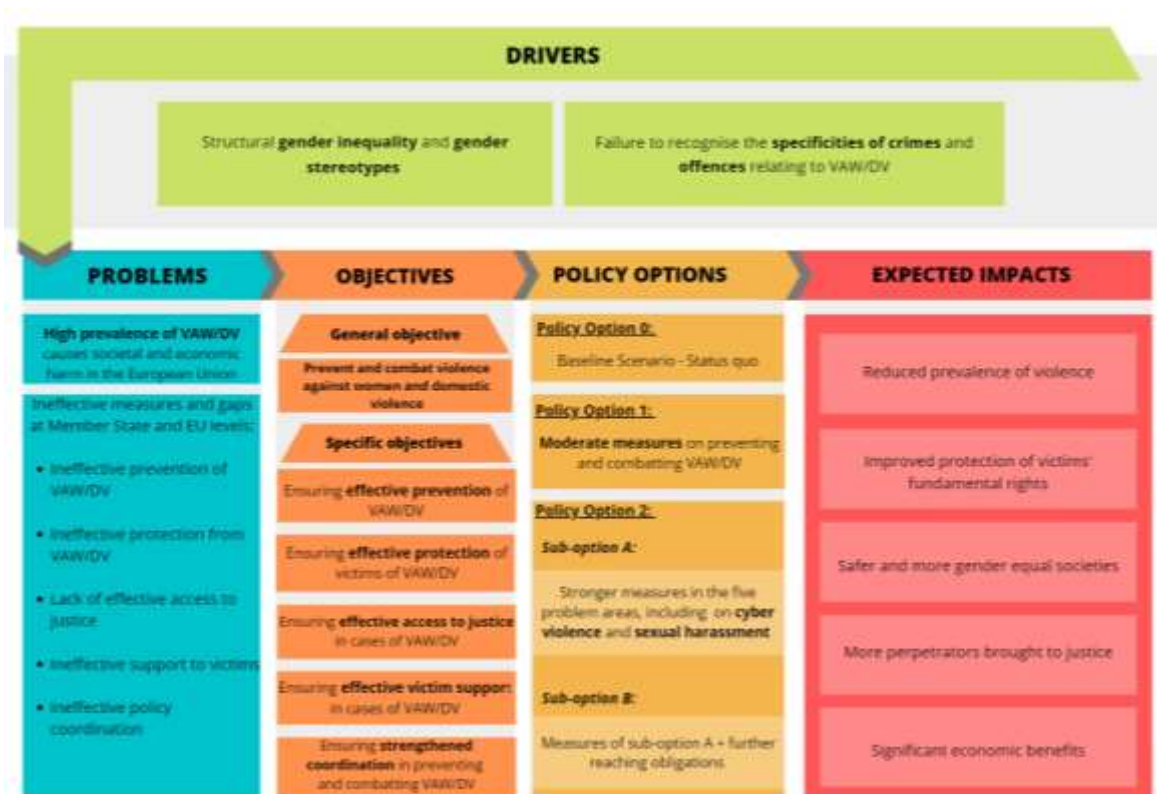 DRIVERS
Structural gender inequality and gender
stereotypes
Failure to recognise the specificities of crimes and
offences relating to VAW/DV
PROBLEMS
High prevalence of VAW/DV
causes societal and economic
harm in the European Union
Ineffective measures and gaps
at Member State and EU levels:
• Ineffective prevention of
VAW/DV
• Ineffective protection from
VAW/DV
• Lack of effective access to
justice
• Ineffective support to victims
• Ineffective policy
coordination
OBJECTIVES
General objective
Prevent and combat violence
against women and domestic
violence
Specific objectives
Ensuring effective prevention of
VAW/DV
Ensuring effective protection of
victims of VAW/DV
Ensuring effective access to justice
in cases of VAW/DV
Ensuring effective victim support
in cases of VAW/DV
Ensuring strengthened
coordination in preventing
and combatting VAW/DV
POLICY OPTIONS
Policy Option 0:
Baseline Scenario - Status quo
Policy Option 1:
Moderate measures on preventing
and combatting VAW/DV
Policy Option 2:
Sub-option A:
Stronger measures in the five
problem areas, including on cyber
violence and sexual harassment
Sub-option B:
Measures of sub-option A + further
reaching obligations
EXPECTED IMPACTS
Reduced prevalence of violence
Improved protection of victims'
fundamental rights
Safer and more gender equal societies
More perpetrators brought to justice
Significant economic benefits